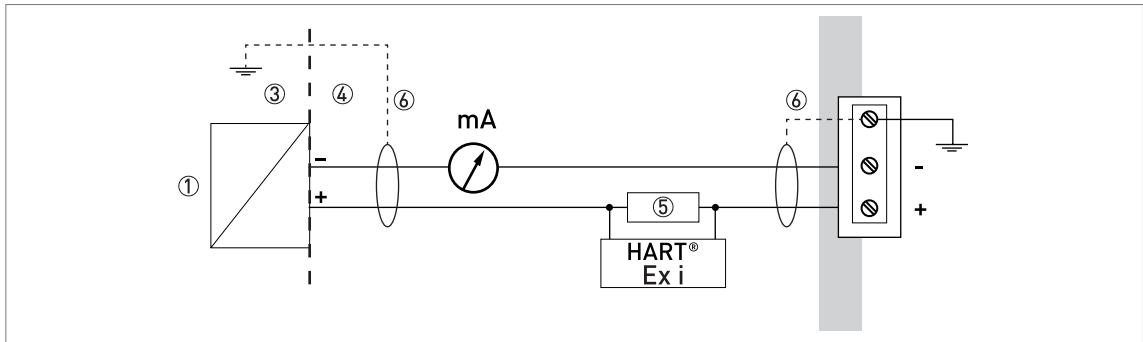 ③ ④ ⑥ ⑥
mA
-
-
①
+
+
⑤
HART®
Ex i